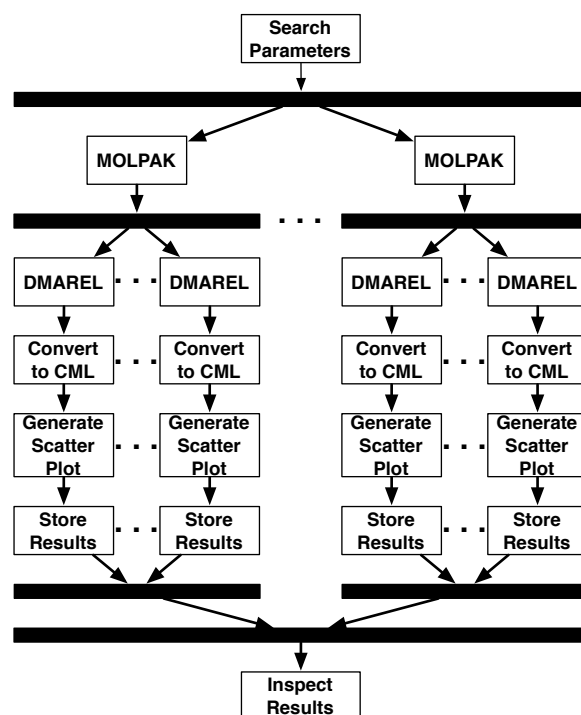 Search
Parameters
MOLPAK
MOLPAK
. . .
DMAREL
. . .
DMAREL
DMAREL
. . .
DMAREL
Convert
to CML
. . .
Convert
to CML
Convert
to CML
. . .
Convert
to CML
Generate
Scatter
Plot
. . .
Generate
Scatter
Plot
Generate
Scatter
Plot
. . .
Generate
Scatter
Plot
Store
Results
. . .
Store
Results
Store
Results
. . .
Store
Results
Inspect
Results